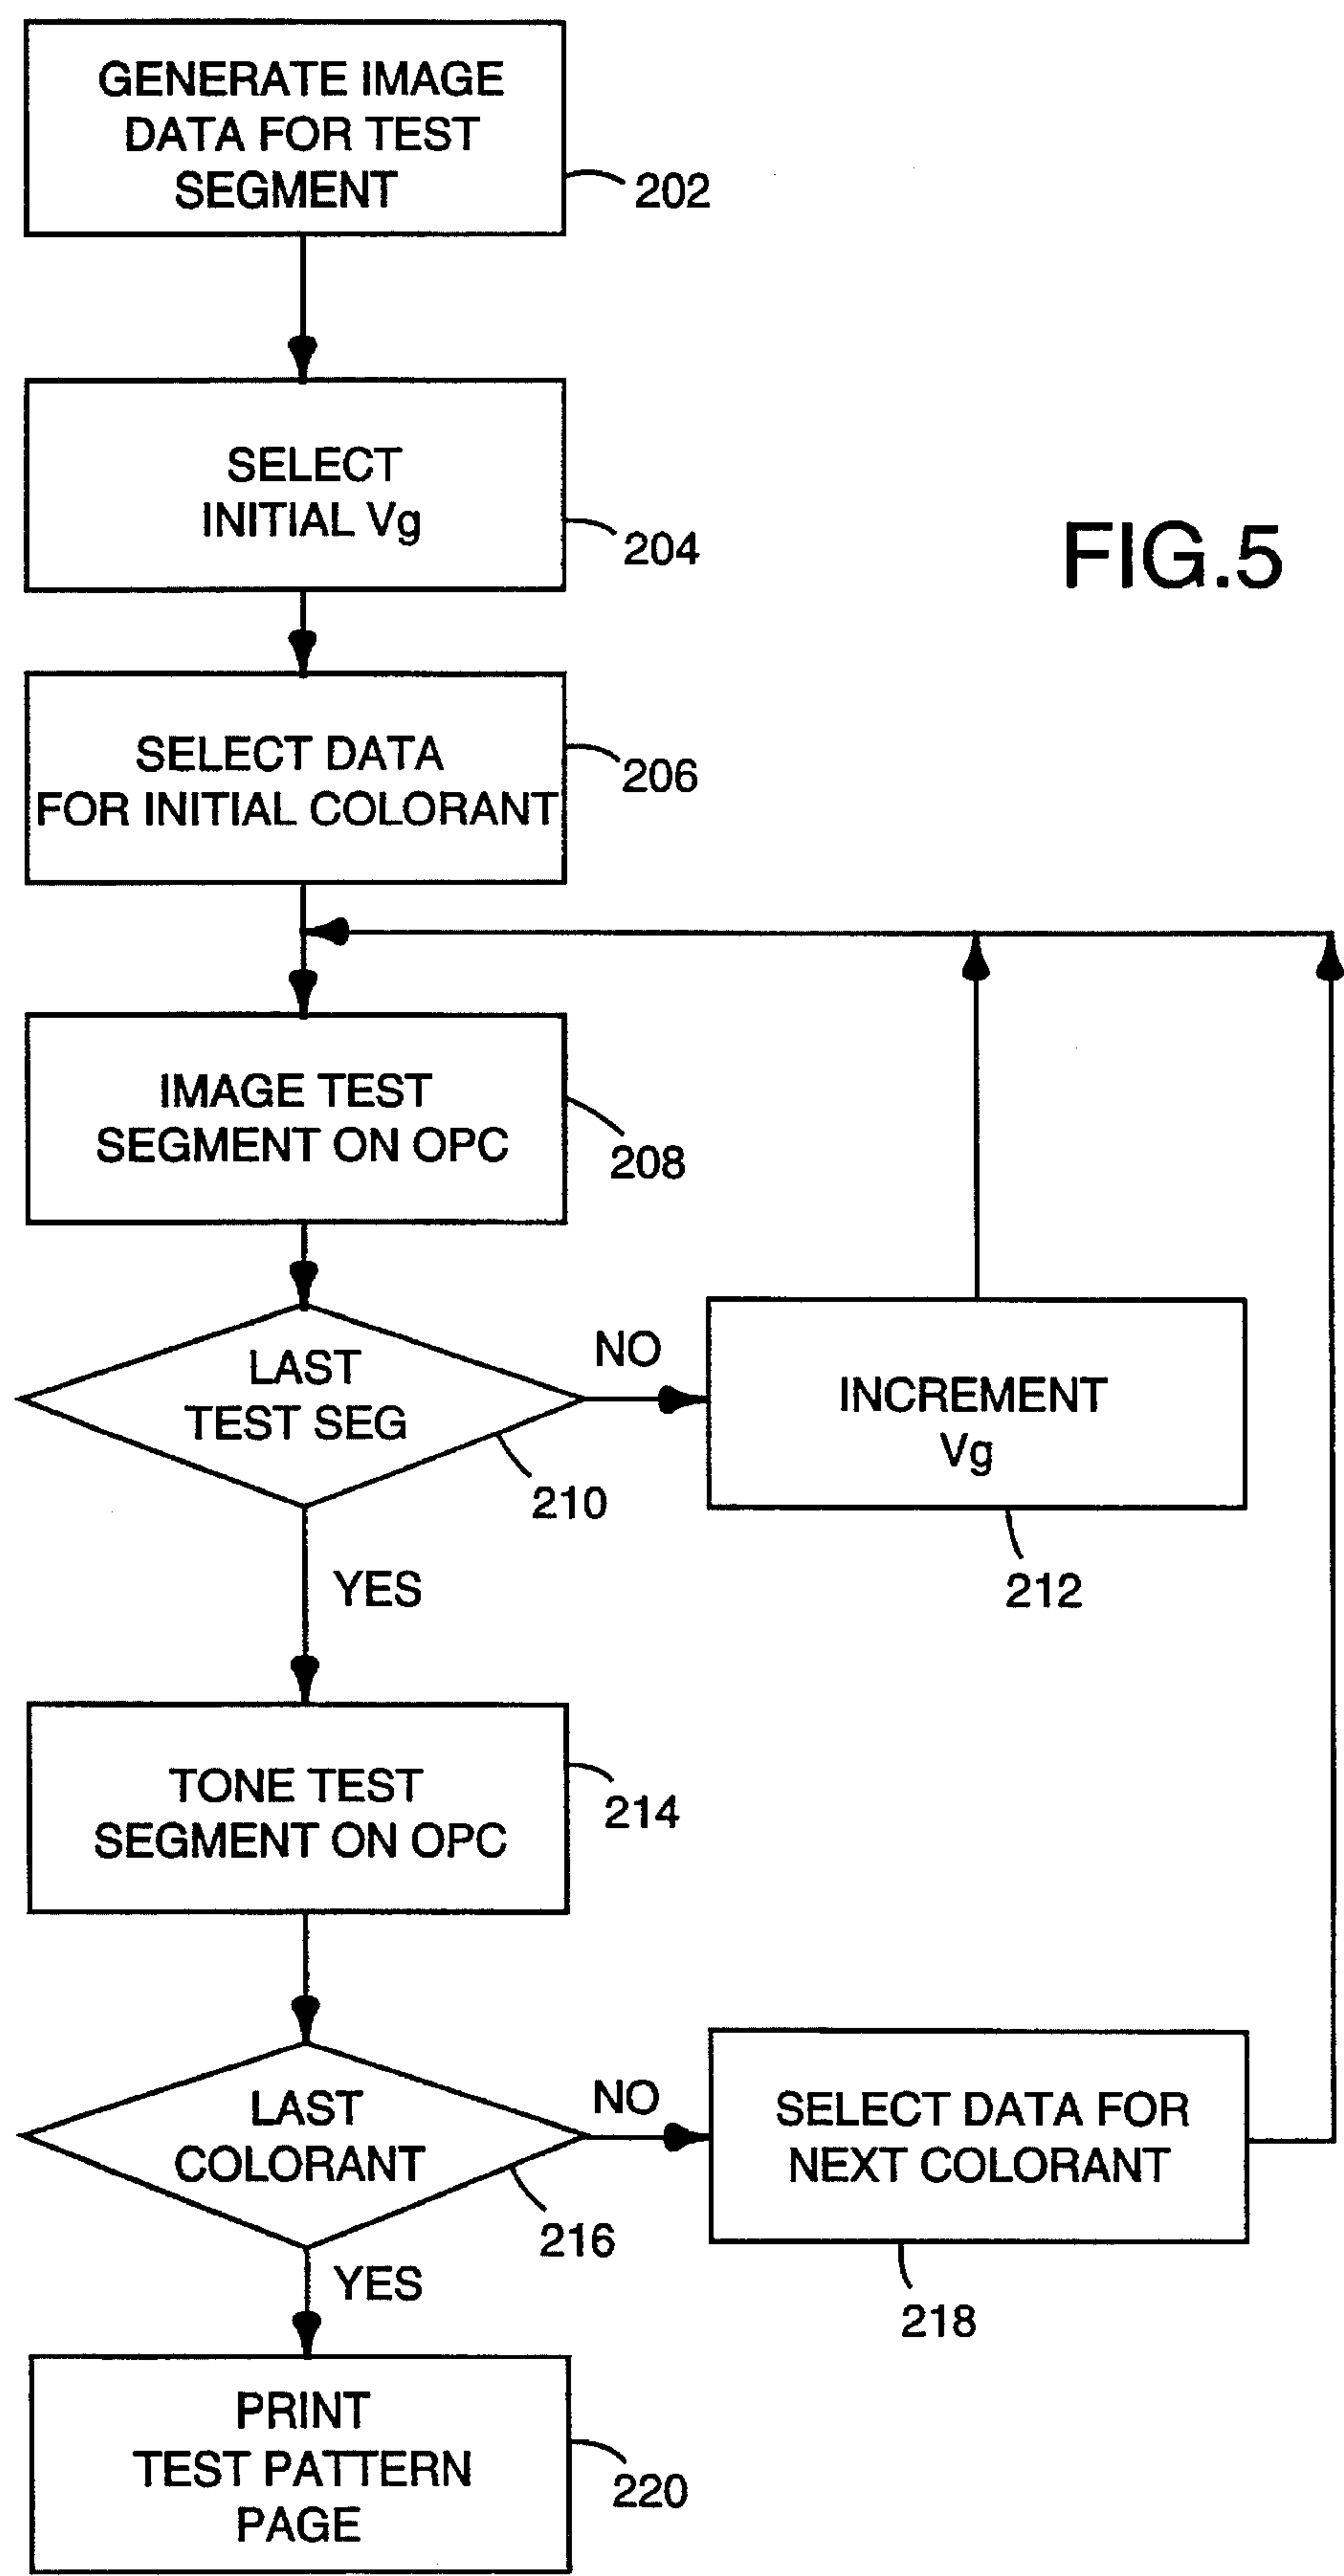 GENERATE IMAGE
DATA FOR TEST
SEGMENT
202
SELECT
INITIAL Vg
204
FIG.5
SELECT DATA
FOR INITIAL COLORANT
206
IMAGE TEST
SEGMENT ON OPC
208
LAST
TEST SEG
210
NO
INCREMENT
Vg
212
YES
TONE TEST
SEGMENT ON OPC
214
LAST
COLORANT
216
NO
SELECT DATA FOR
NEXT COLORANT
218
YES
PRINT
TEST PATTERN
PAGE
220